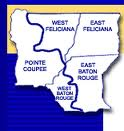 WEST
FELICIANA
EAST
FELICIANA
POINTE
COUPEE
EAST
BATON
ROUGE
WEST
BATON
ROUGE